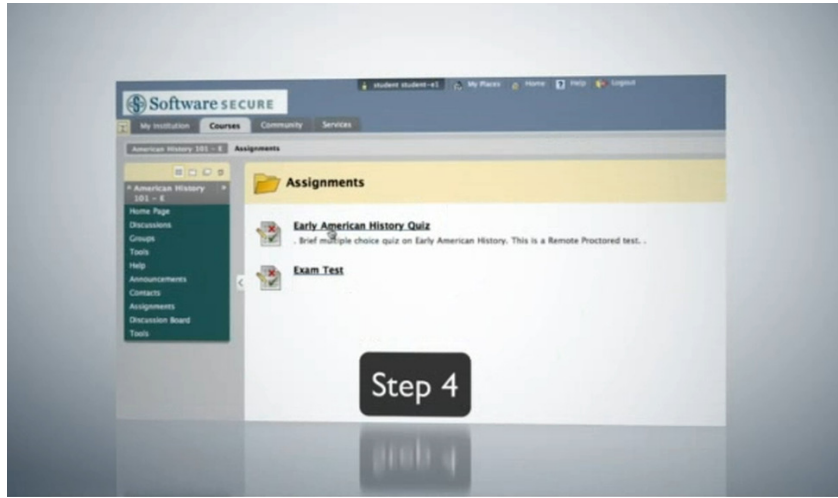 student student-e1 My Places Home Help Logout
Software SECURE
My Institution Courses Community Services
American History 101 - E Assignments
American History
101 - E
Assignments
Home Page
Discussions
Groups
Tools
Help
Announcements
Contacts
Assignments
Discussion Board
Tools
Early American History Quiz
. Brief multiple choice quiz on Early American History. This is a Remote Proctored test. .
Exam Test
Step 4